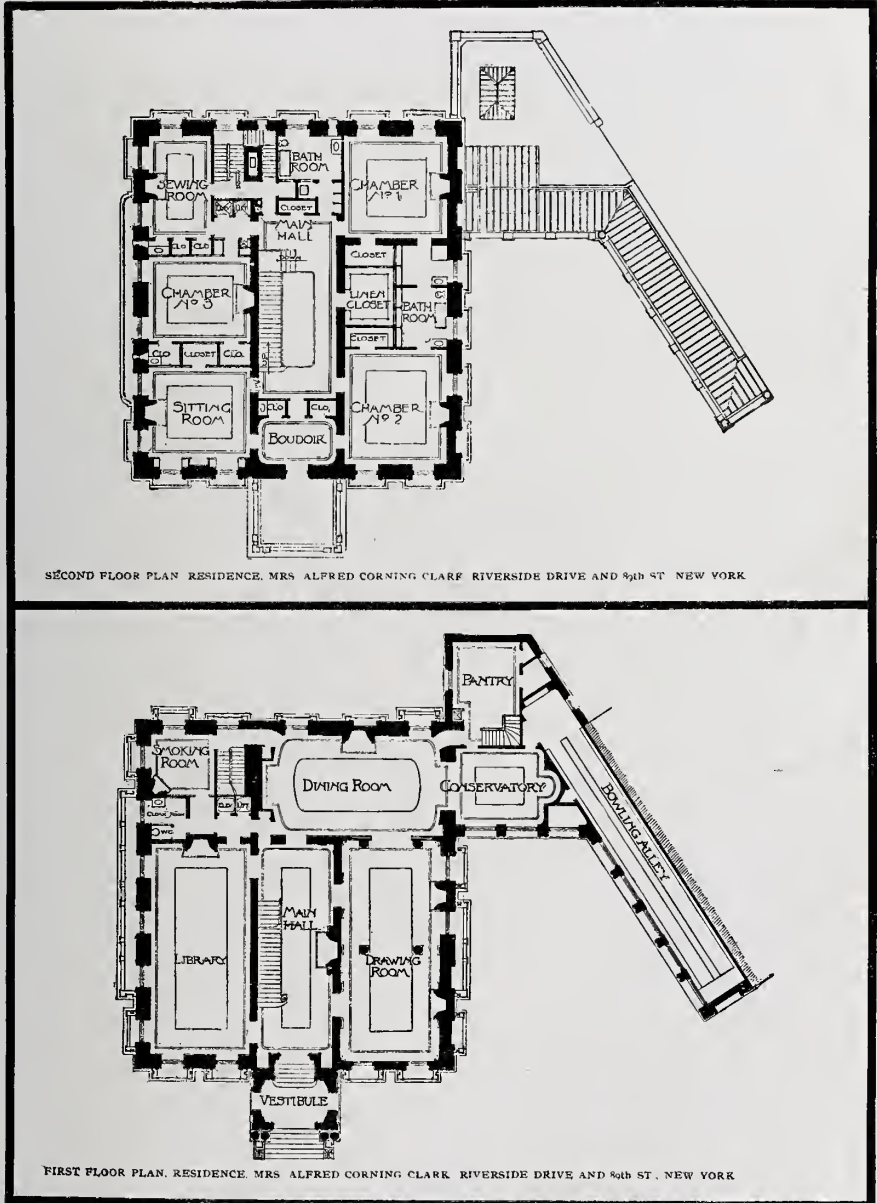 BATH
ROOM
SEWING
ROOM
CHAMBER
Nº 1
CLOSET
MAIN
HALL
DOWN
CLO
CLO
CLOSET
CHAMBER
Nº 3
LINEN
CLOSET
BATH
ROOM
CLO
CLOSET
CLO.
CLOSET
UP
SITTING
ROOM
CLO
CLO.
CHAMBER
Nº 2
BOUDOIR
SECOND FLOOR PLAN RESIDENCE, MRS ALFRED CORNING CLARK RIVERSIDE DRIVE AND 89th ST NEW YORK
PANTRY
SMOKING
ROOM
DINING ROOM
CONSERVATORY
BOWLING ALLEY
ELEV
LIFT
W.C.
MAIN
HALL
LIBRARY
DRAWING
ROOM
VESTIBULE
FIRST FLOOR PLAN, RESIDENCE, MRS ALFRED CORNING CLARK RIVERSIDE DRIVE AND 89th ST, NEW YORK